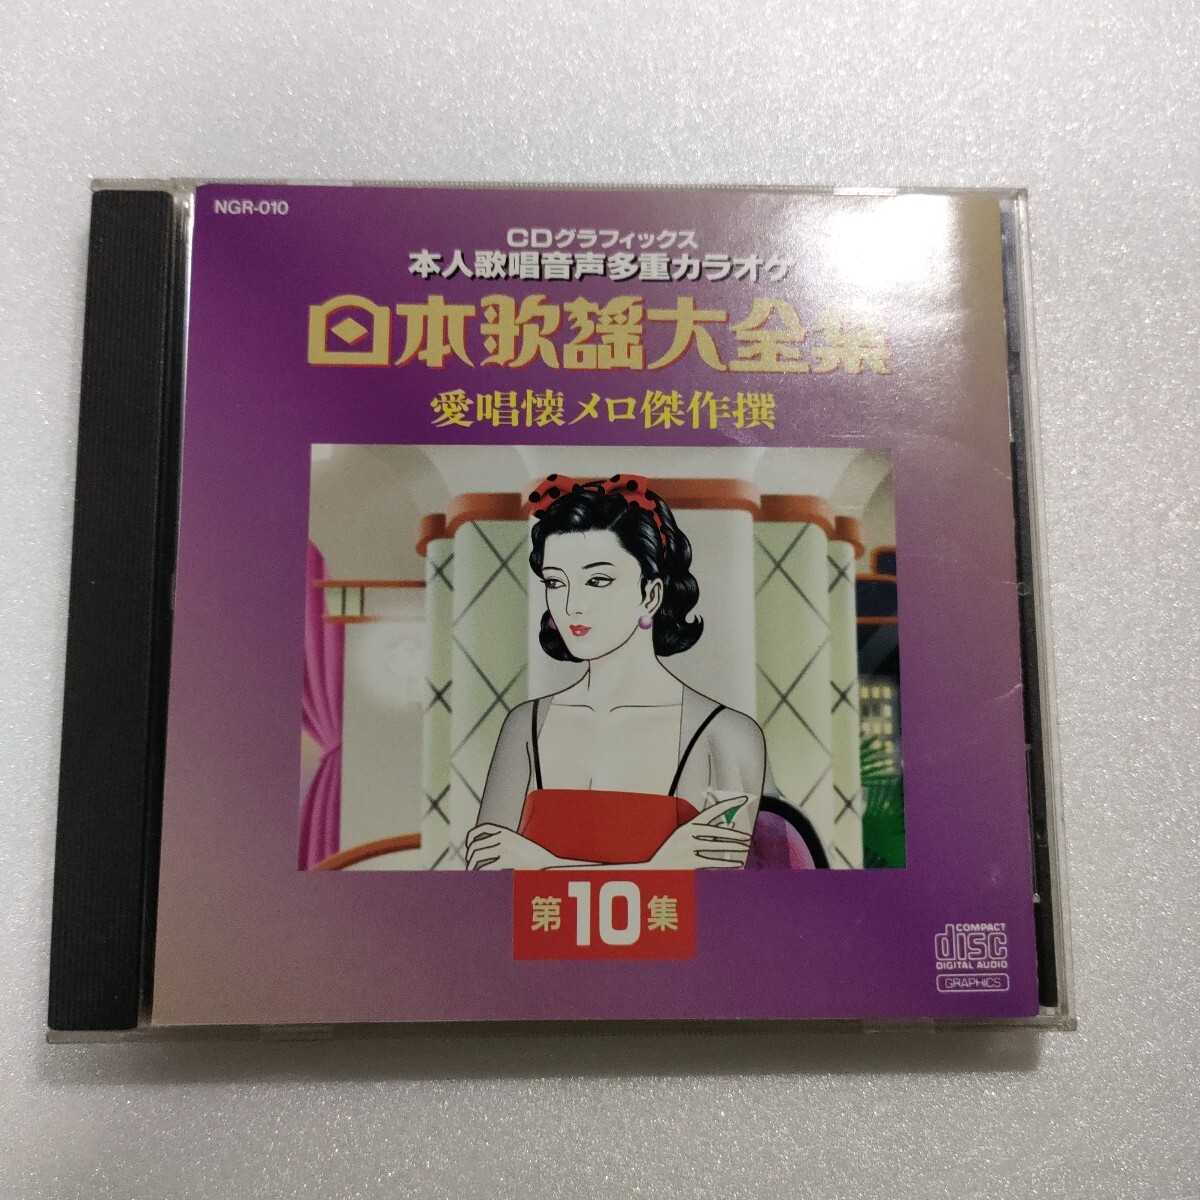 NGR-010
CDグラフィックス
本人歌唱音声多重カラオケ
日本歌謡大全集
愛唱懐メロ傑作撰
第10集
COMPACT
disc
DIGITAL AUDIO
GRAPHICS